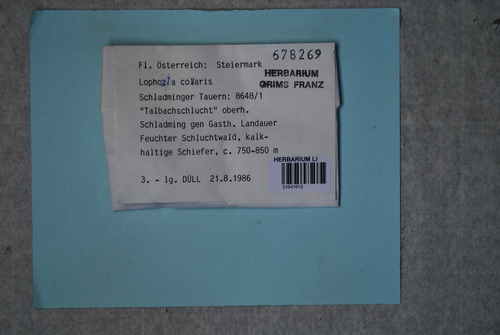 678269
Fl. Österreich: Steiermark
HERBARIUM
GRIMS FRANZ
Lophozia collaris
Schladminger Tauern: 8648/1
"Talbachschlucht" oberh.
Schladming gen Gasth. Landauer
Feuchter Schluchtwald, kalk-
haltige Schiefer, c. 750-850 m
HERBARIUM LI
3. - lg. DÜLL 21.8.1986